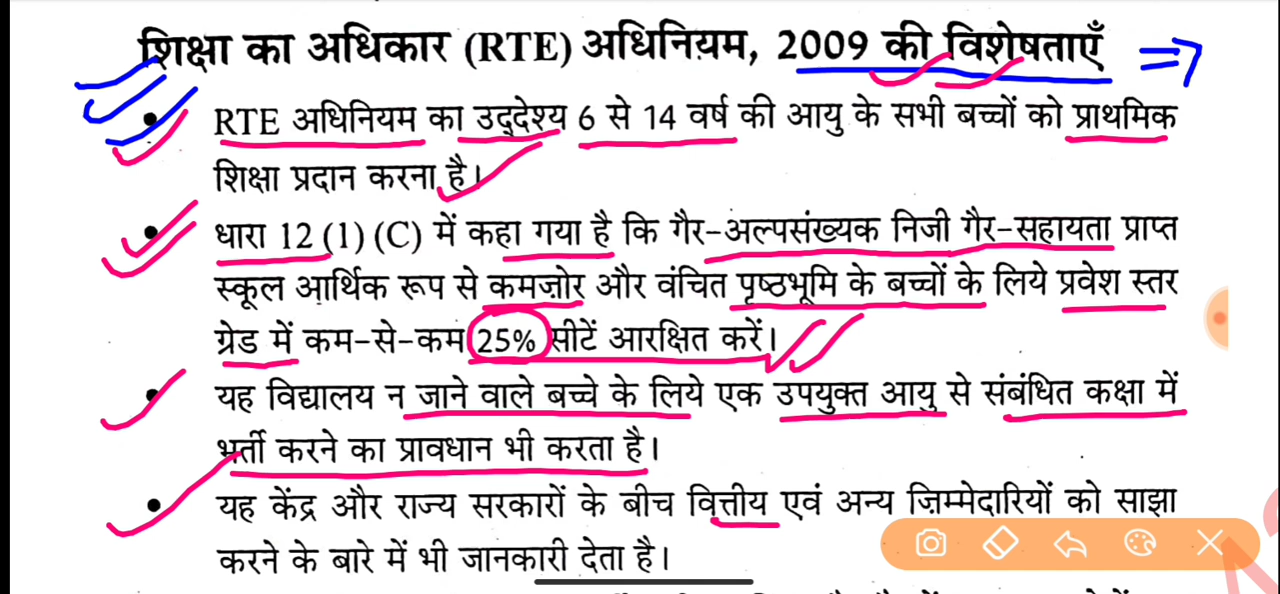 शिक्षा का अधिकार (RTE) अधिनियम, 2009 की विशेषताएँ
• RTE अधिनियम का उद्देश्य 6 से 14 वर्ष की आयु के सभी बच्चों को प्राथमिक
शिक्षा प्रदान करना है।
• धारा 12 (1) (C) में कहा गया है कि गैर-अल्पसंख्यक निजी गैर-सहायता प्राप्त
स्कूल आर्थिक रूप से कमज़ोर और वंचित पृष्ठभूमि के बच्चों के लिये प्रवेश स्तर
ग्रेड में कम-से-कम 25% सीटें आरक्षित करें।
• यह विद्यालय न जाने वाले बच्चे के लिये एक उपयुक्त आयु से संबंधित कक्षा में
भर्ती करने का प्रावधान भी करता है।
• यह केंद्र और राज्य सरकारों के बीच वित्तीय एवं अन्य ज़िम्मेदारियों को साझा
करने के बारे में भी जानकारी देता है।